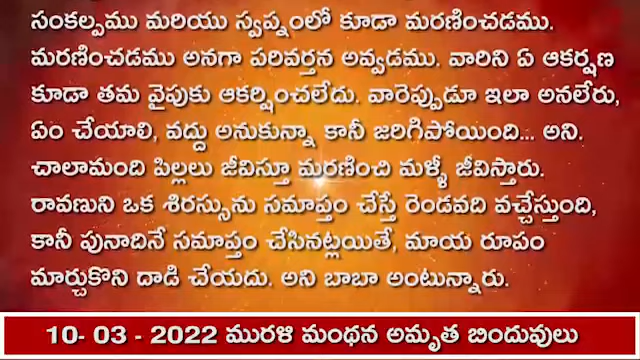 సంకల్పము మరియు స్వప్నంలో కూడా మరణించడము.
మరణించడము అనగా పరివర్తన అవ్వడము. వారిని ఏ ఆకర్షణ
కూడా తమ వైపుకు ఆకర్షించలేదు. వారెప్పుడూ ఇలా అనలేరు,
ఏం చేయాలి, వద్దు అనుకున్నా కానీ జరిగిపోయింది... అని.
చాలామంది పిల్లలు జీవిస్తూ మరణించి మళ్ళీ జీవిస్తారు.
రావణుని ఒక శిరస్సును సమాప్తం చేస్తే రెండవది వచ్చేస్తుంది,
కానీ పునాదినే సమాప్తం చేసినట్లయితే, మాయ రూపం
మార్చుకొని దాడి చేయదు. అని బాబా అంటున్నారు.
10- 03 - 2022 మురళి మంథన అమృత బిందువులు